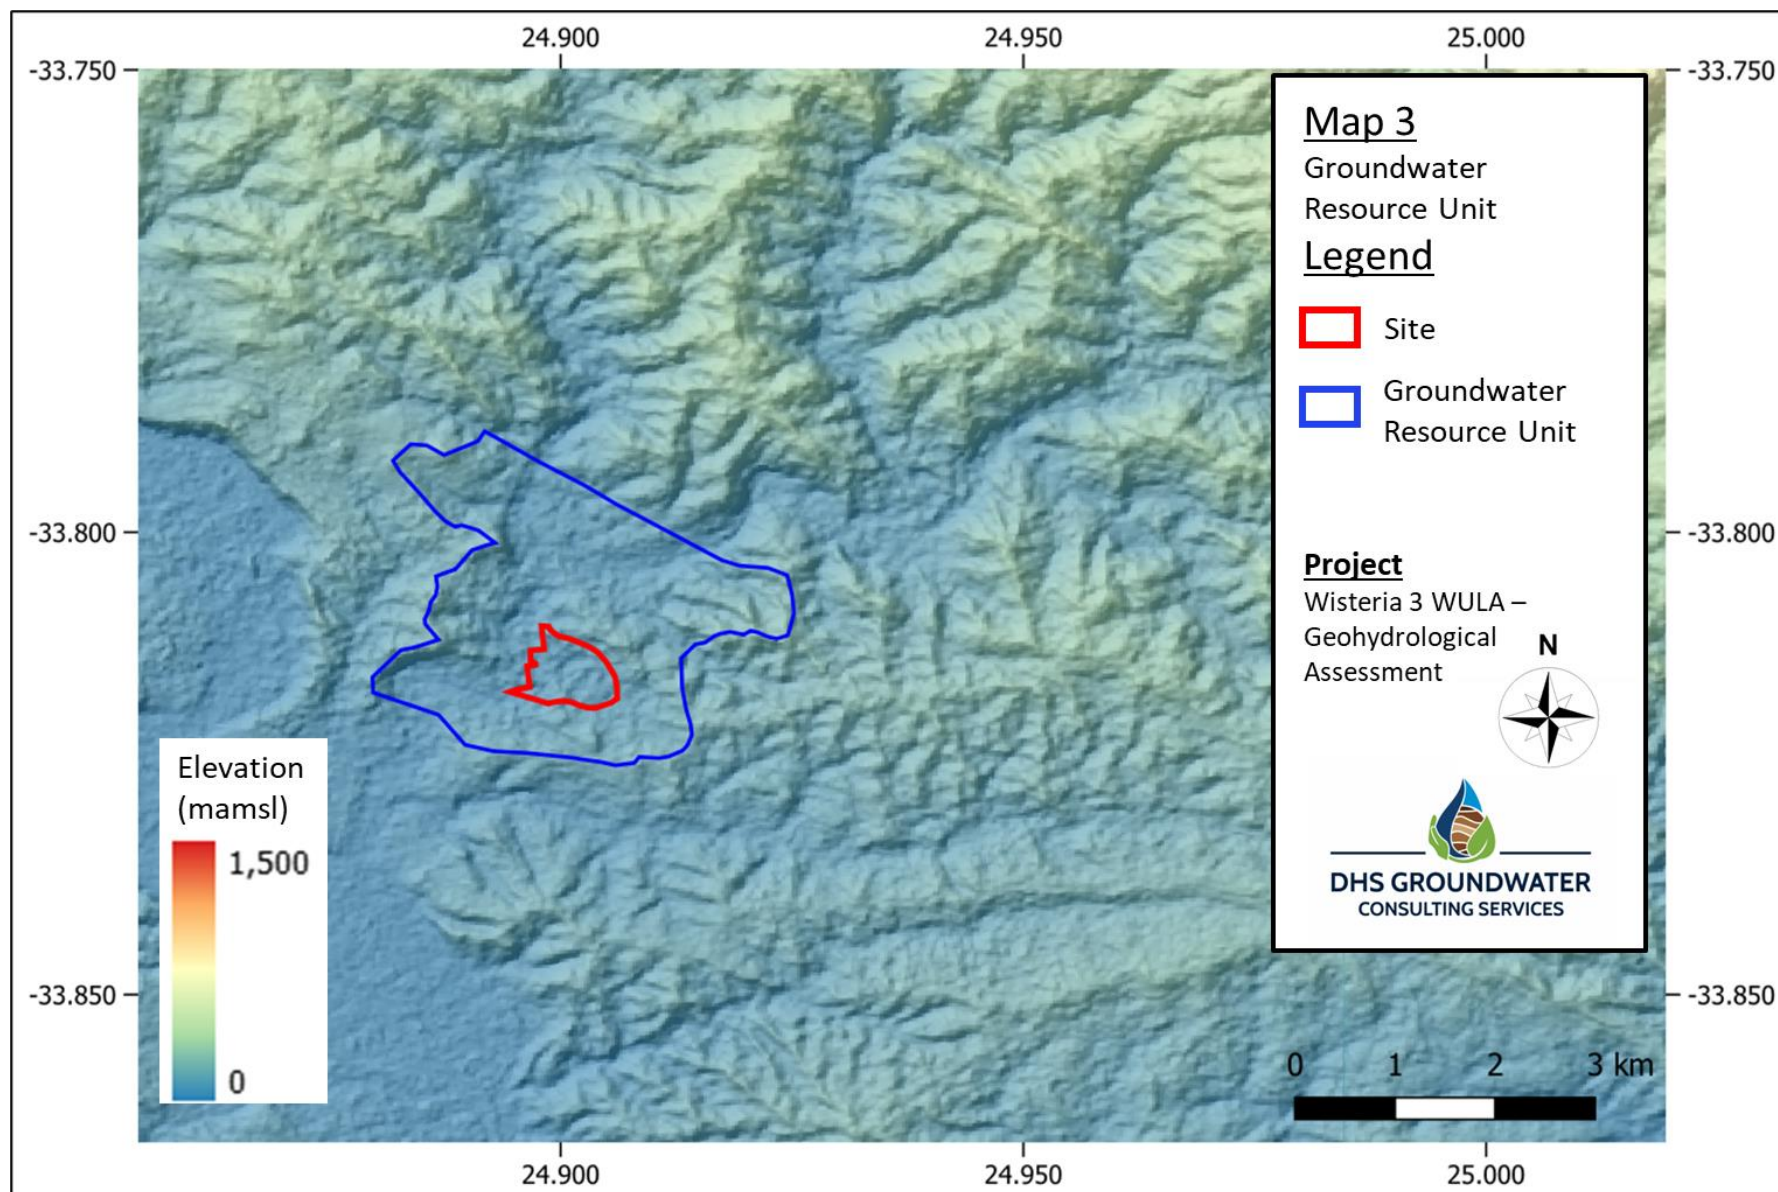 24.900 24.950 25.000
-33.750 -33.750
Map 3
Groundwater
Resource Unit
Legend
Site
Groundwater
Resource Unit
-33.800 -33.800
Project
Wisteria 3 WULA –
Geohydrological
Assessment
N
Elevation
(mamsl)
1,500
0
DHS GROUNDWATER
CONSULTING SERVICES
-33.850 -33.850
0 1 2 3 km
24.900 24.950 25.000